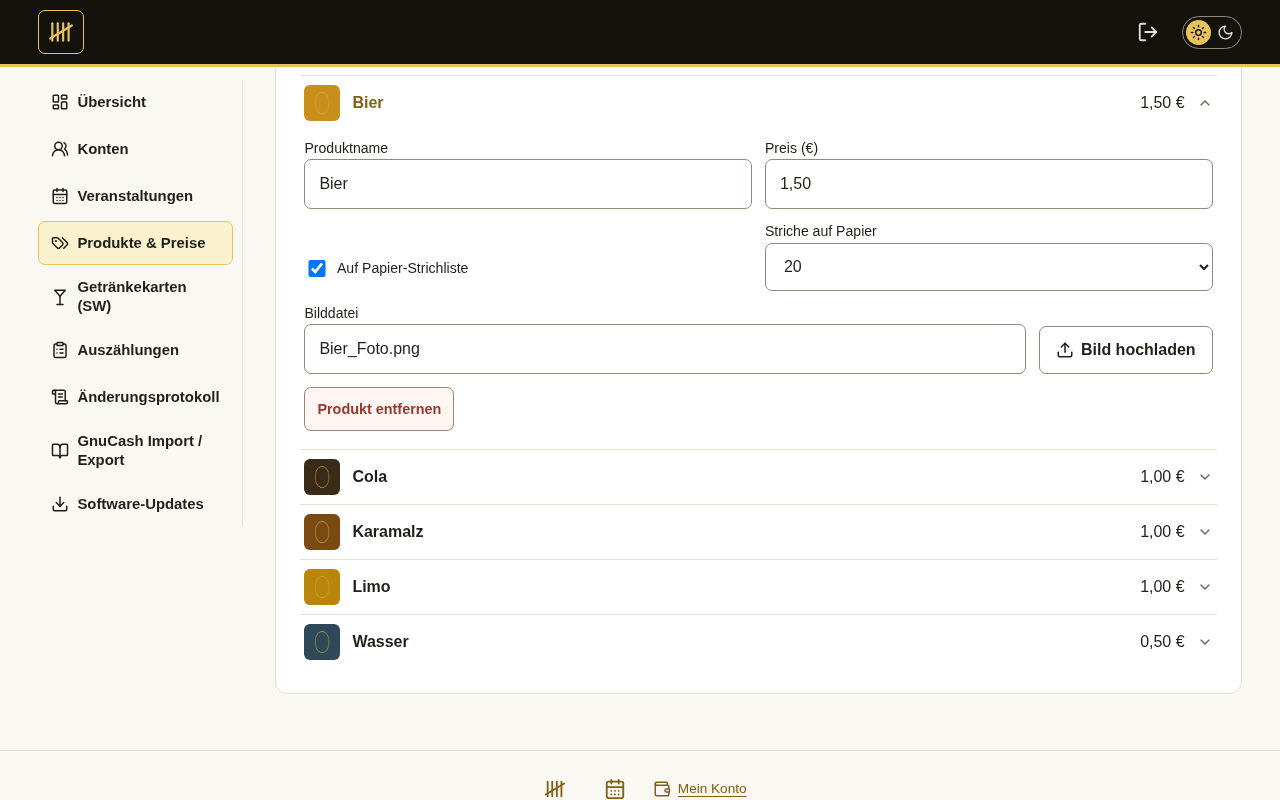 Übersicht
Konten
Veranstaltungen
Produkte & Preise
Getränkekarten
(SW)
Auszählungen
Änderungsprotokoll
GnuCash Import /
Export
Software-Updates
Bier 1,50 €
Produktname Preis (€)
Bier 1,50
Striche auf Papier
Auf Papier-Strichliste 20
Bilddatei
Bier_Foto.png Bild hochladen
Produkt entfernen
Cola 1,00 €
Karamalz 1,00 €
Limo 1,00 €
Wasser 0,50 €
Mein Konto